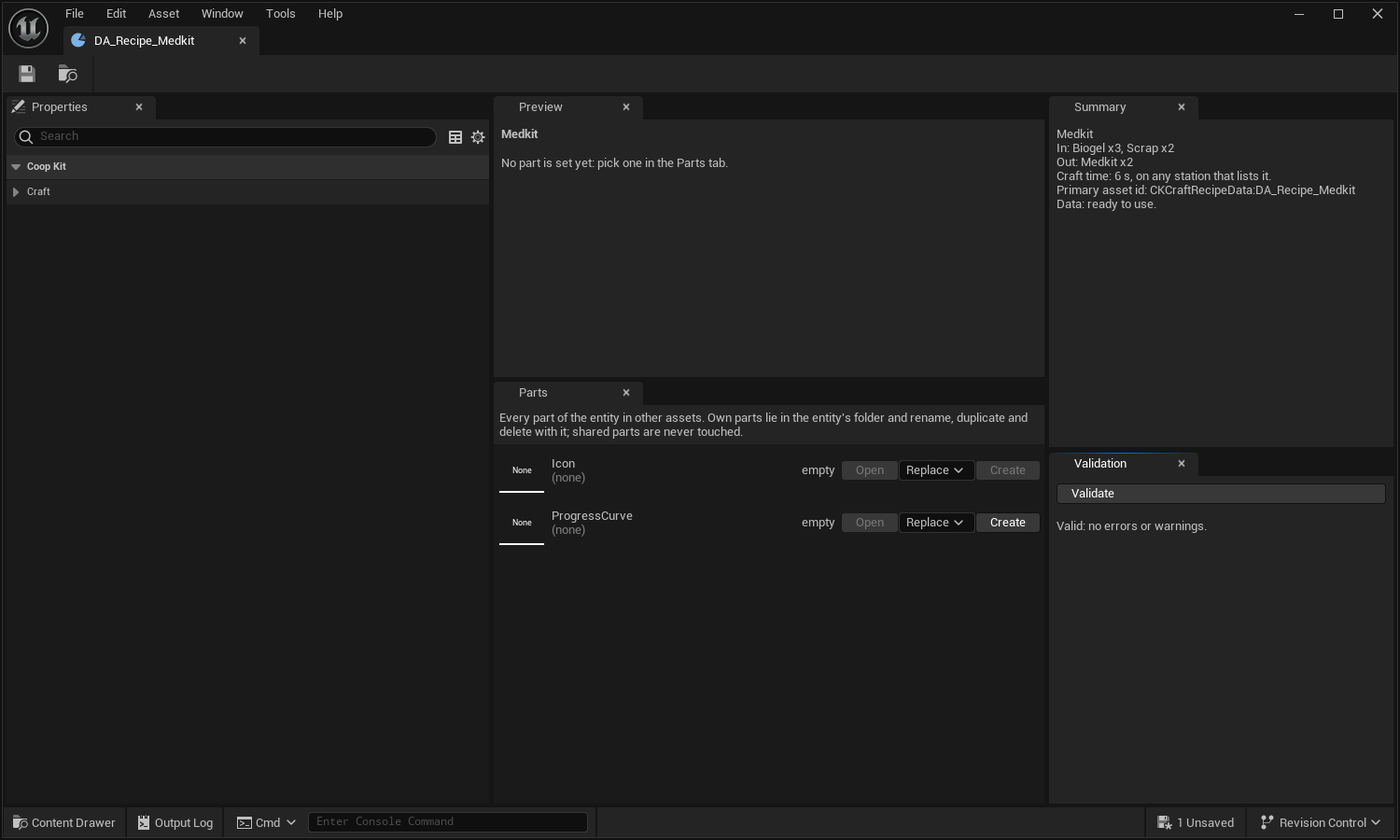 File Edit Asset Window Tools Help
DA_Recipe_Medkit
Properties
Search
Coop Kit
Craft
Preview
Medkit
No part is set yet: pick one in the Parts tab.
Parts
Every part of the entity in other assets. Own parts lie in the entity's folder and rename, duplicate and
delete with it; shared parts are never touched.
None Icon empty Open Replace Create
(none)
None ProgressCurve empty Open Replace Create
(none)
Summary
Medkit
In: Biogel x3, Scrap x2
Out: Medkit x2
Craft time: 6 s, on any station that lists it.
Primary asset id: CKCraftRecipeData:DA_Recipe_Medkit
Data: ready to use.
Validation
Validate
Valid: no errors or warnings.
Content Drawer Output Log Cmd Enter Console Command 1 Unsaved Revision Control